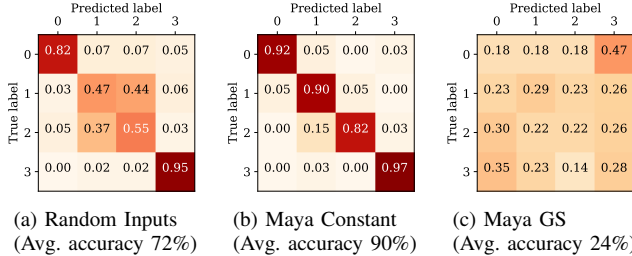 Predicted label
0 1 2 3
True label
0 0.82 0.07 0.07 0.05
1 0.03 0.47 0.44 0.06
2 0.05 0.37 0.55 0.03
3 0.00 0.02 0.02 0.95
(a) Random Inputs
(Avg. accuracy 72%)
Predicted label
0 1 2 3
True label
0 0.92 0.05 0.00 0.03
1 0.05 0.90 0.05 0.00
2 0.00 0.15 0.82 0.03
3 0.00 0.03 0.00 0.97
(b) Maya Constant
(Avg. accuracy 90%)
Predicted label
0 1 2 3
True label
0 0.18 0.18 0.18 0.47
1 0.23 0.29 0.23 0.26
2 0.30 0.22 0.22 0.26
3 0.35 0.23 0.14 0.28
(c) Maya GS
(Avg. accuracy 24%)